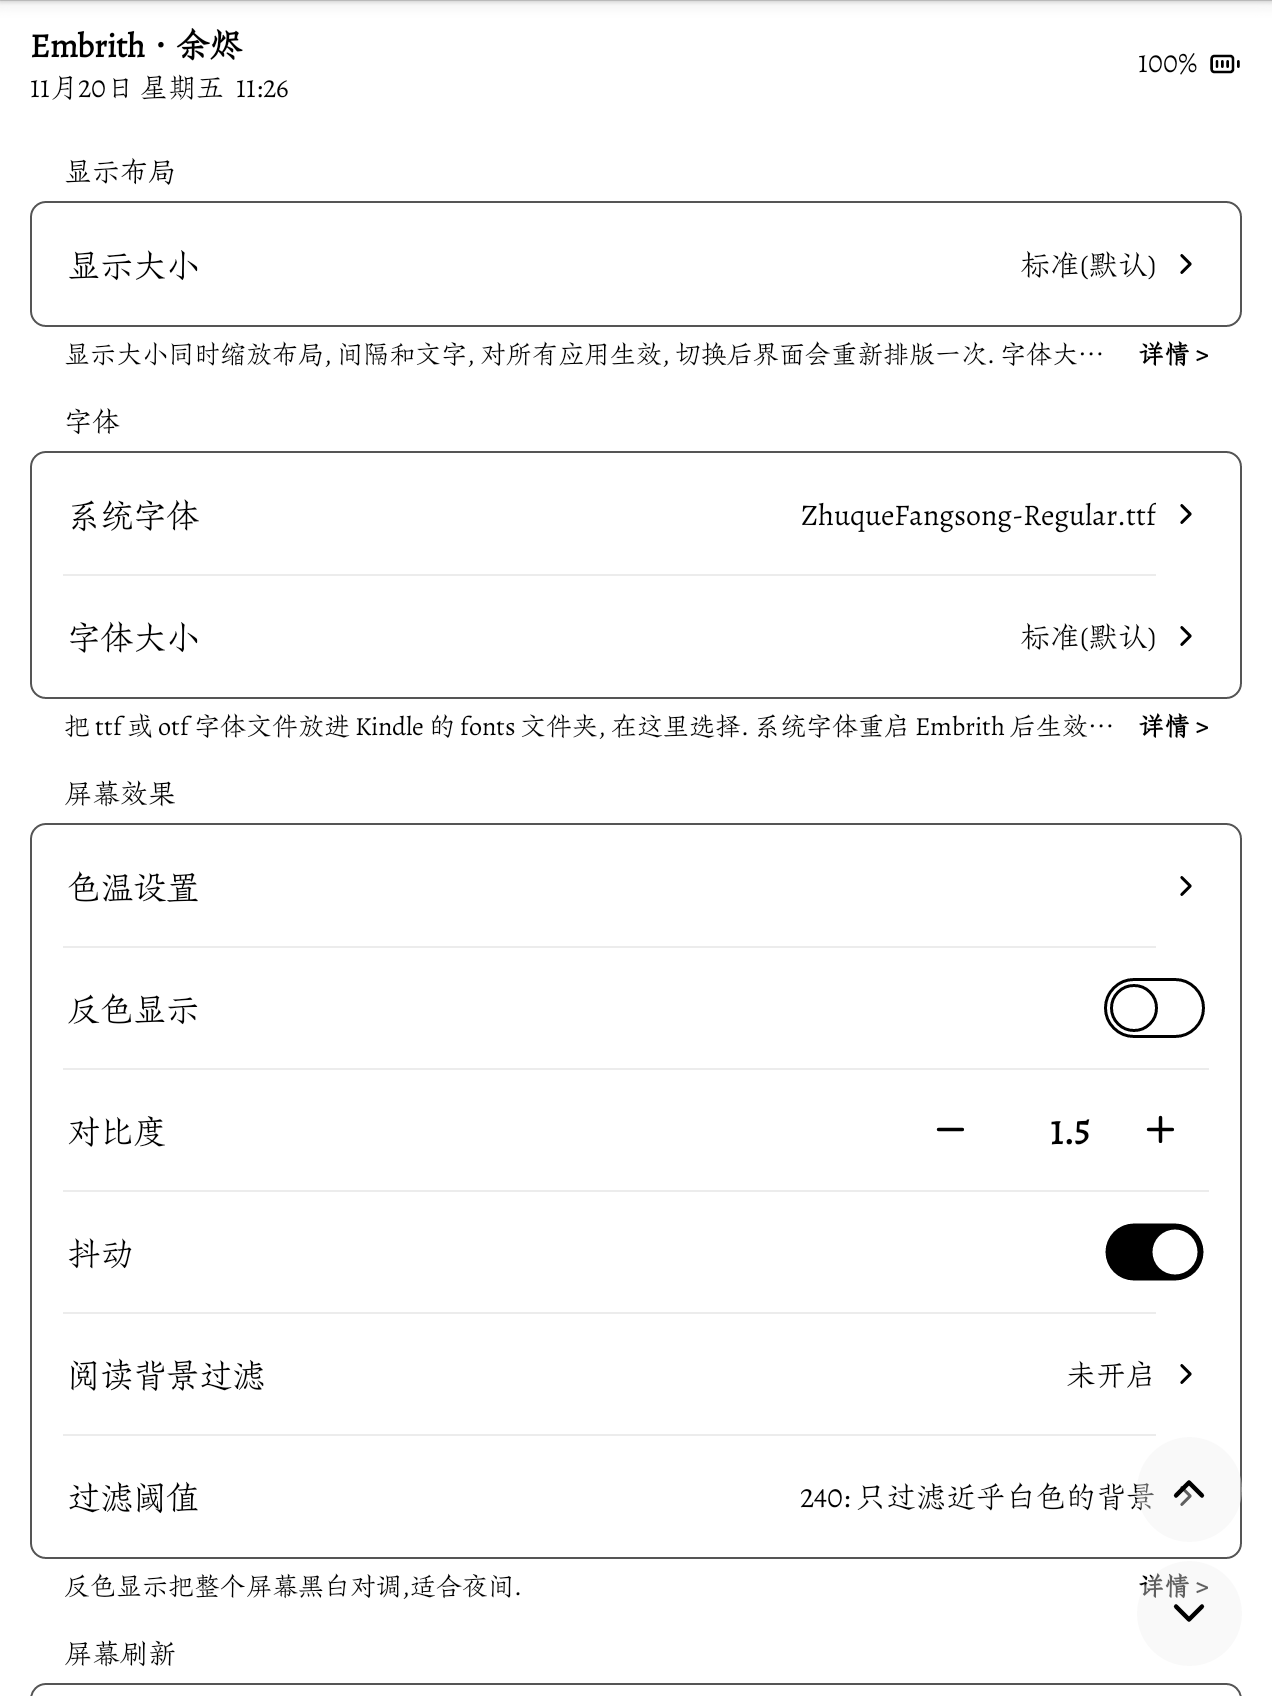 Embrith · 余烬
11月20日 星期五 11:26
100%
显示布局
显示大小 标准(默认)
显示大小同时缩放布局, 间隔和文字, 对所有应用生效, 切换后界面会重新排版一次. 字体大… 详情 >
字体
系统字体 ZhuqueFangsong-Regular.ttf
字体大小 标准(默认)
把 ttf 或 otf 字体文件放进 Kindle 的 fonts 文件夹, 在这里选择. 系统字体重启 Embrith 后生效… 详情 >
屏幕效果
色温设置
反色显示
对比度 — 1.5 +
抖动
阅读背景过滤 未开启
过滤阈值 240: 只过滤近乎白色的背景
反色显示把整个屏幕黑白对调,适合夜间. 详情 >
屏幕刷新